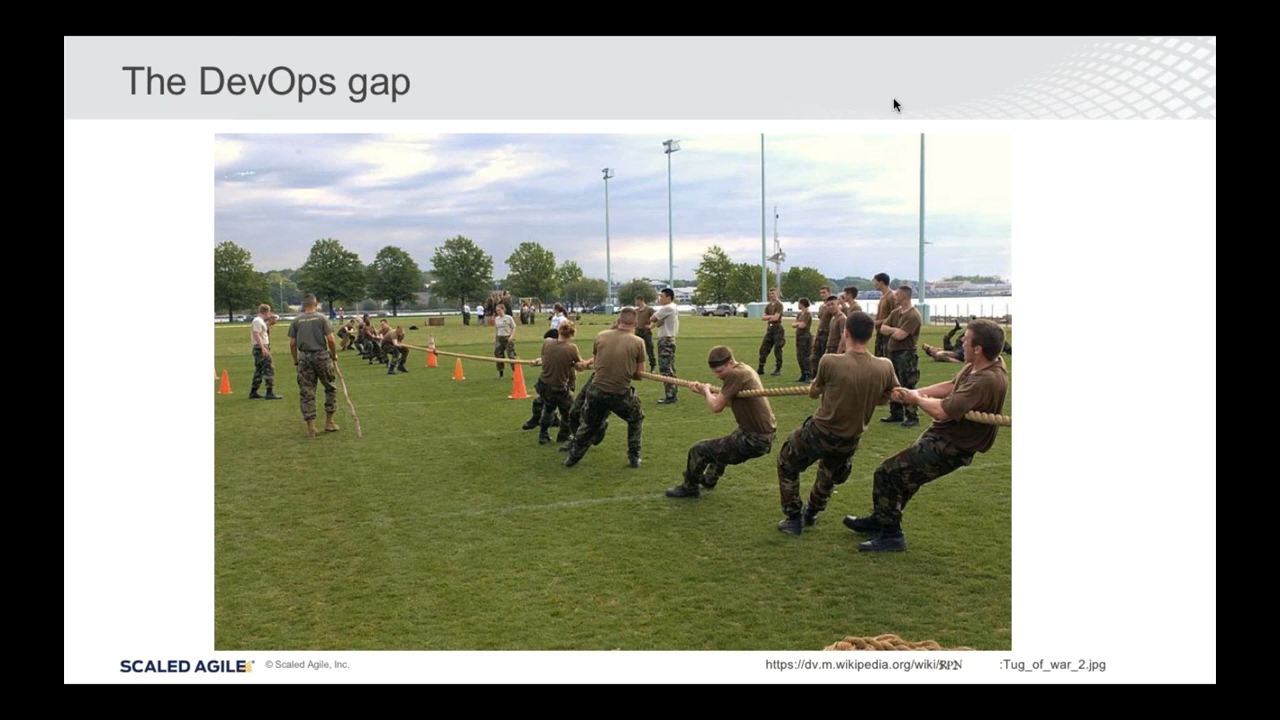 The DevOps gap
SCALED AGILE
© Scaled Agile, Inc.
https://dv.m.wikipedia.org/wiki/ :Tug_of_war_2.jpg